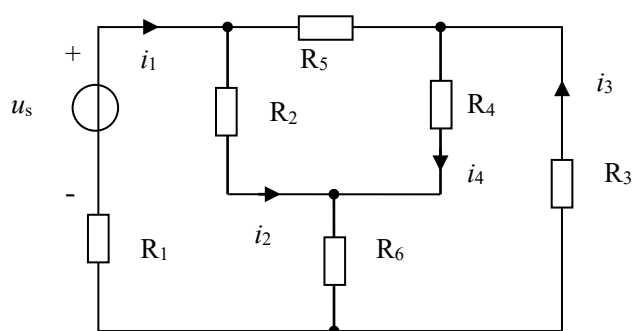 +
i₁
R₅
uₛ
R₂
R₄
i₃
-
i₂
i₄
R₃
R₁
R₆